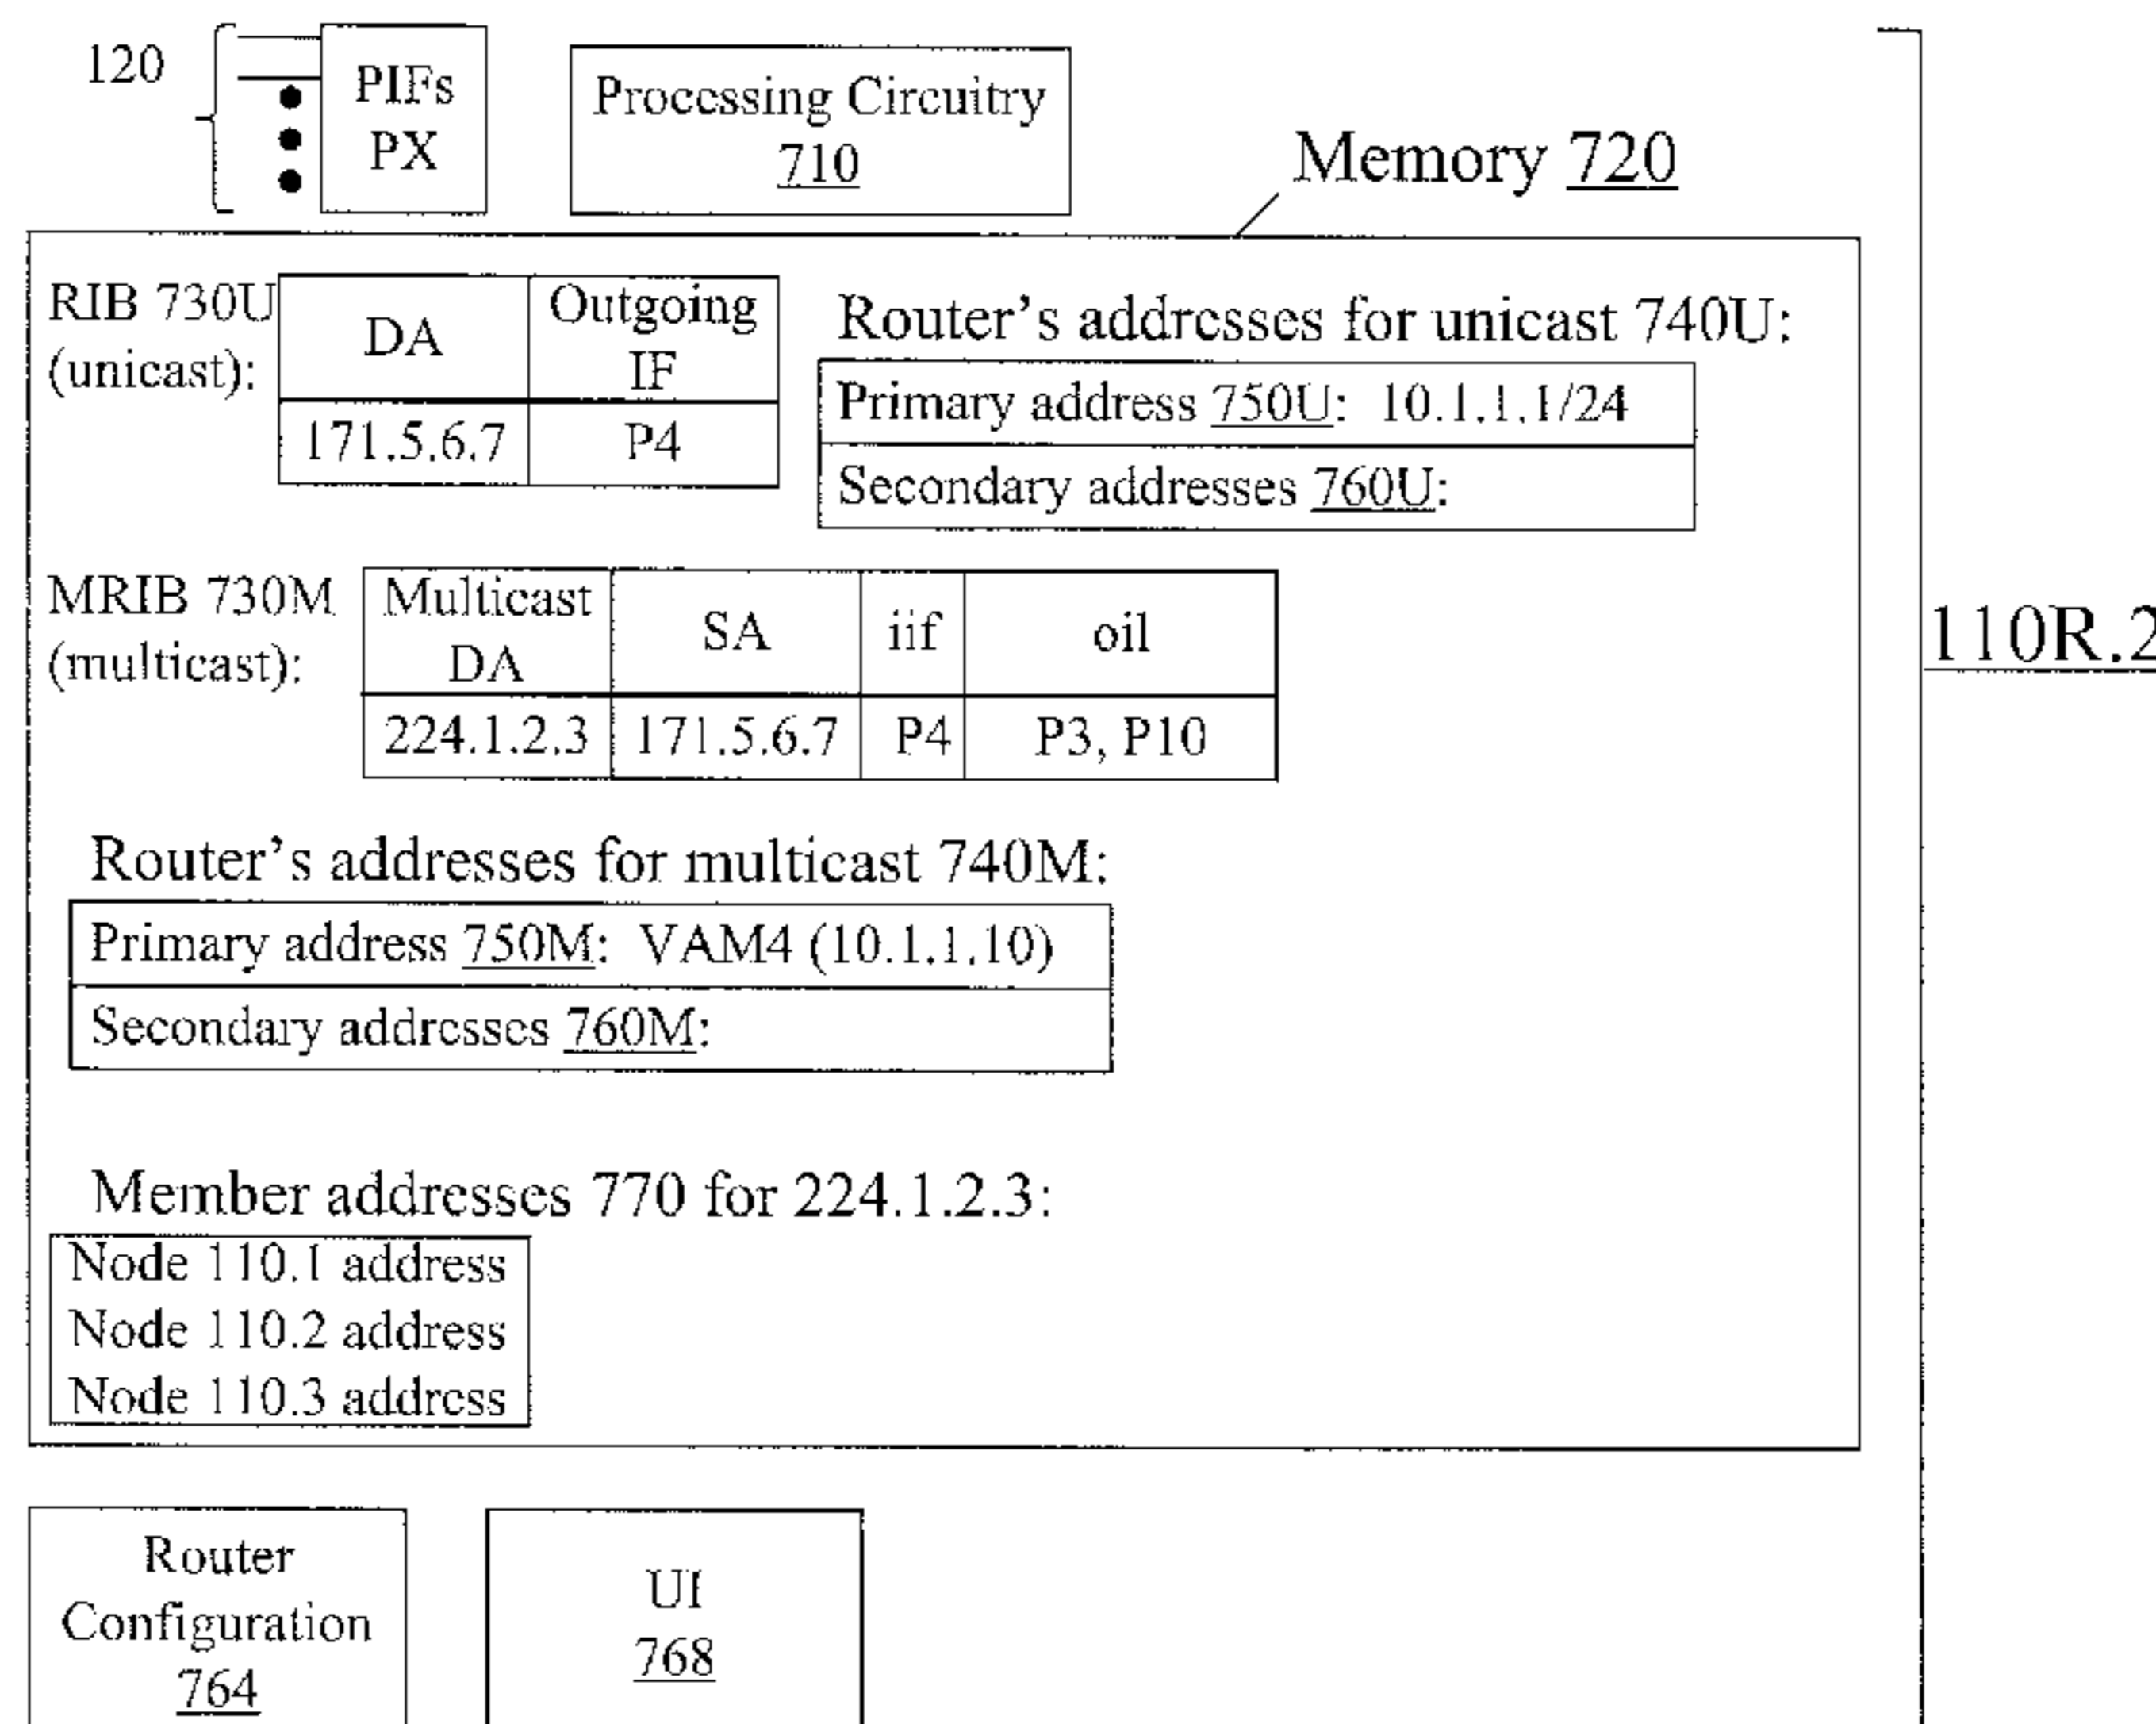 120
PIFs
PX
Processing Circuitry
710
Memory 720
RIB 730U
(unicast):
DA
Outgoing
IF
171.5.6.7
P4
Router's addresses for unicast 740U:
Primary address 750U: 10.1.1.1/24
Secondary addresses 760U:
MRIB 730M
(multicast):
Multicast
DA
SA
iif
oil
224.1.2.3
171.5.6.7
P4
P3, P10
110R.2
Router's addresses for multicast 740M:
Primary address 750M: VAM4 (10.1.1.10)
Secondary addresses 760M:
Member addresses 770 for 224.1.2.3:
Node 110.1 address
Node 110.2 address
Node 110.3 address
Router
Configuration
764
UI
768